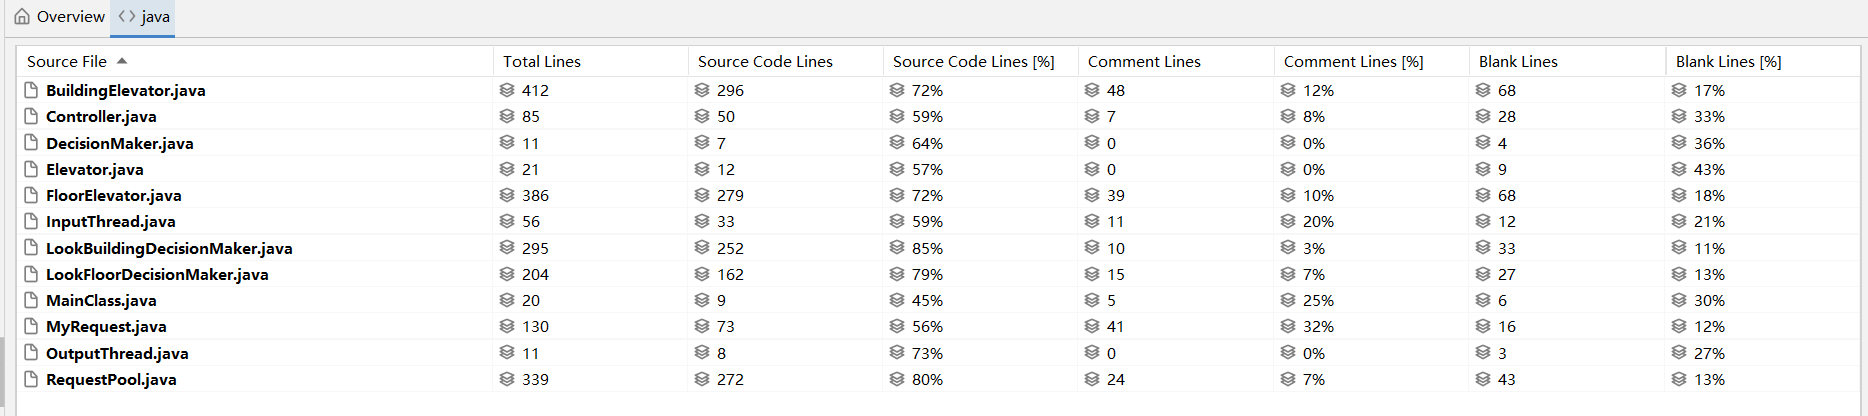 Overview java
Source File Total Lines Source Code Lines Source Code Lines [%] Comment Lines Comment Lines [%] Blank Lines Blank Lines [%]
BuildingElevator.java 412 296 72% 48 12% 68 17%
Controller.java 85 50 59% 7 8% 28 33%
DecisionMaker.java 11 7 64% 0 0% 4 36%
Elevator.java 21 12 57% 0 0% 9 43%
FloorElevator.java 386 279 72% 39 10% 68 18%
InputThread.java 56 33 59% 11 20% 12 21%
LookBuildingDecisionMaker.java 295 252 85% 10 3% 33 11%
LookFloorDecisionMaker.java 204 162 79% 15 7% 27 13%
MainClass.java 20 9 45% 5 25% 6 30%
MyRequest.java 130 73 56% 41 32% 16 12%
OutputThread.java 11 8 73% 0 0% 3 27%
RequestPool.java 339 272 80% 24 7% 43 13%